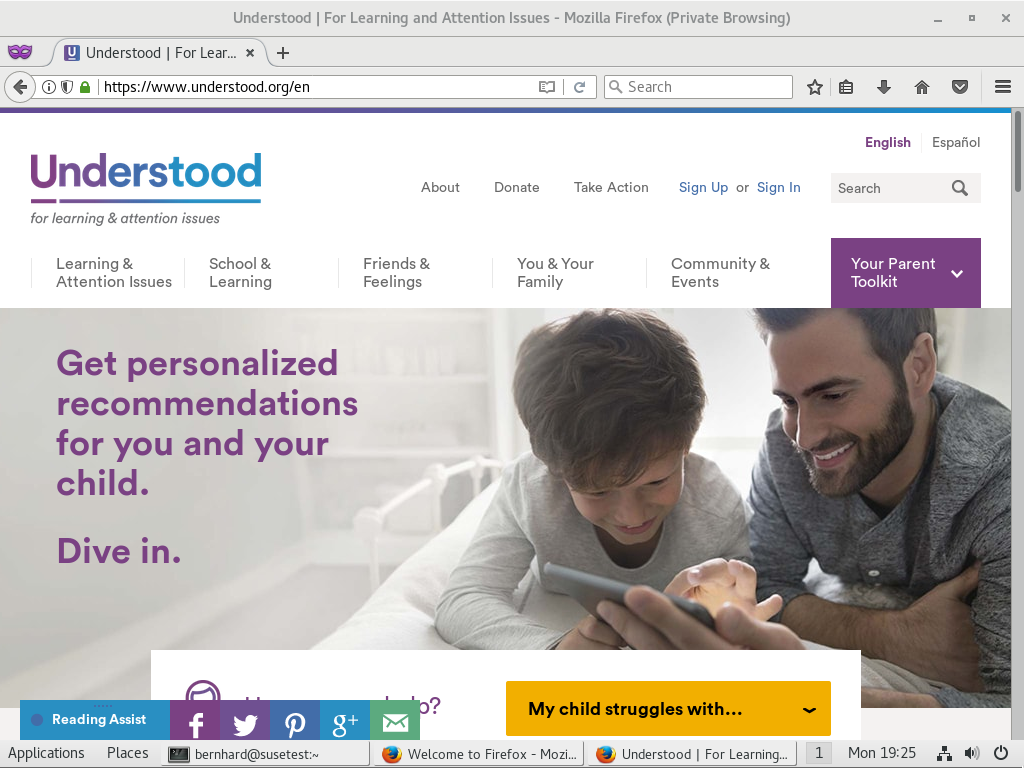 Understood | For Learning and Attention Issues - Mozilla Firefox (Private Browsing)
Understood | For Lear...
https://www.understood.org/en
Search
English
Español
Understood
for learning & attention issues
About
Donate
Take Action
Sign Up or Sign In
Search
Learning &
Attention Issues
School &
Learning
Friends &
Feelings
You & Your
Family
Community &
Events
Your Parent
Toolkit
Get personalized
recommendations
for you and your
child.
Dive in.
My child struggles with...
Reading Assist
g+
Applications
Places
bernhard@susetest:~
Welcome to Firefox - Mozi...
Understood | For Learning...
1
Mon 19:25